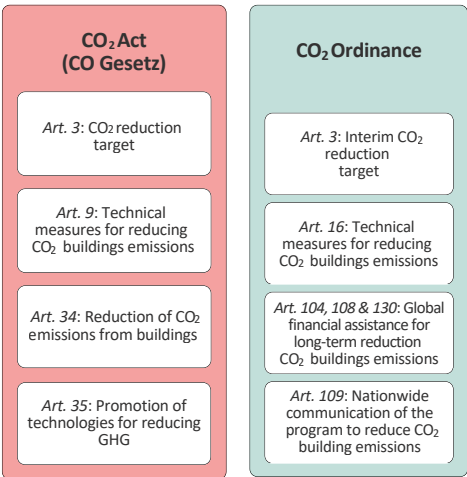 CO₂ Act
(CO Gesetz)
Art. 3: CO₂ reduction
target
Art. 9: Technical
measures for reducing
CO₂ buildings emissions
Art. 34: Reduction of CO₂
emissions from buildings
Art. 35: Promotion of
technologies for reducing
GHG
CO₂ Ordinance
Art. 3: Interim CO₂
reduction
target
Art. 16: Technical
measures for reducing
CO₂ buildings emissions
Art. 104, 108 & 130: Global
financial assistance for
long-term reduction
CO₂ buildings emissions
Art. 109: Nationwide
communication of the
program to reduce CO₂
building emissions